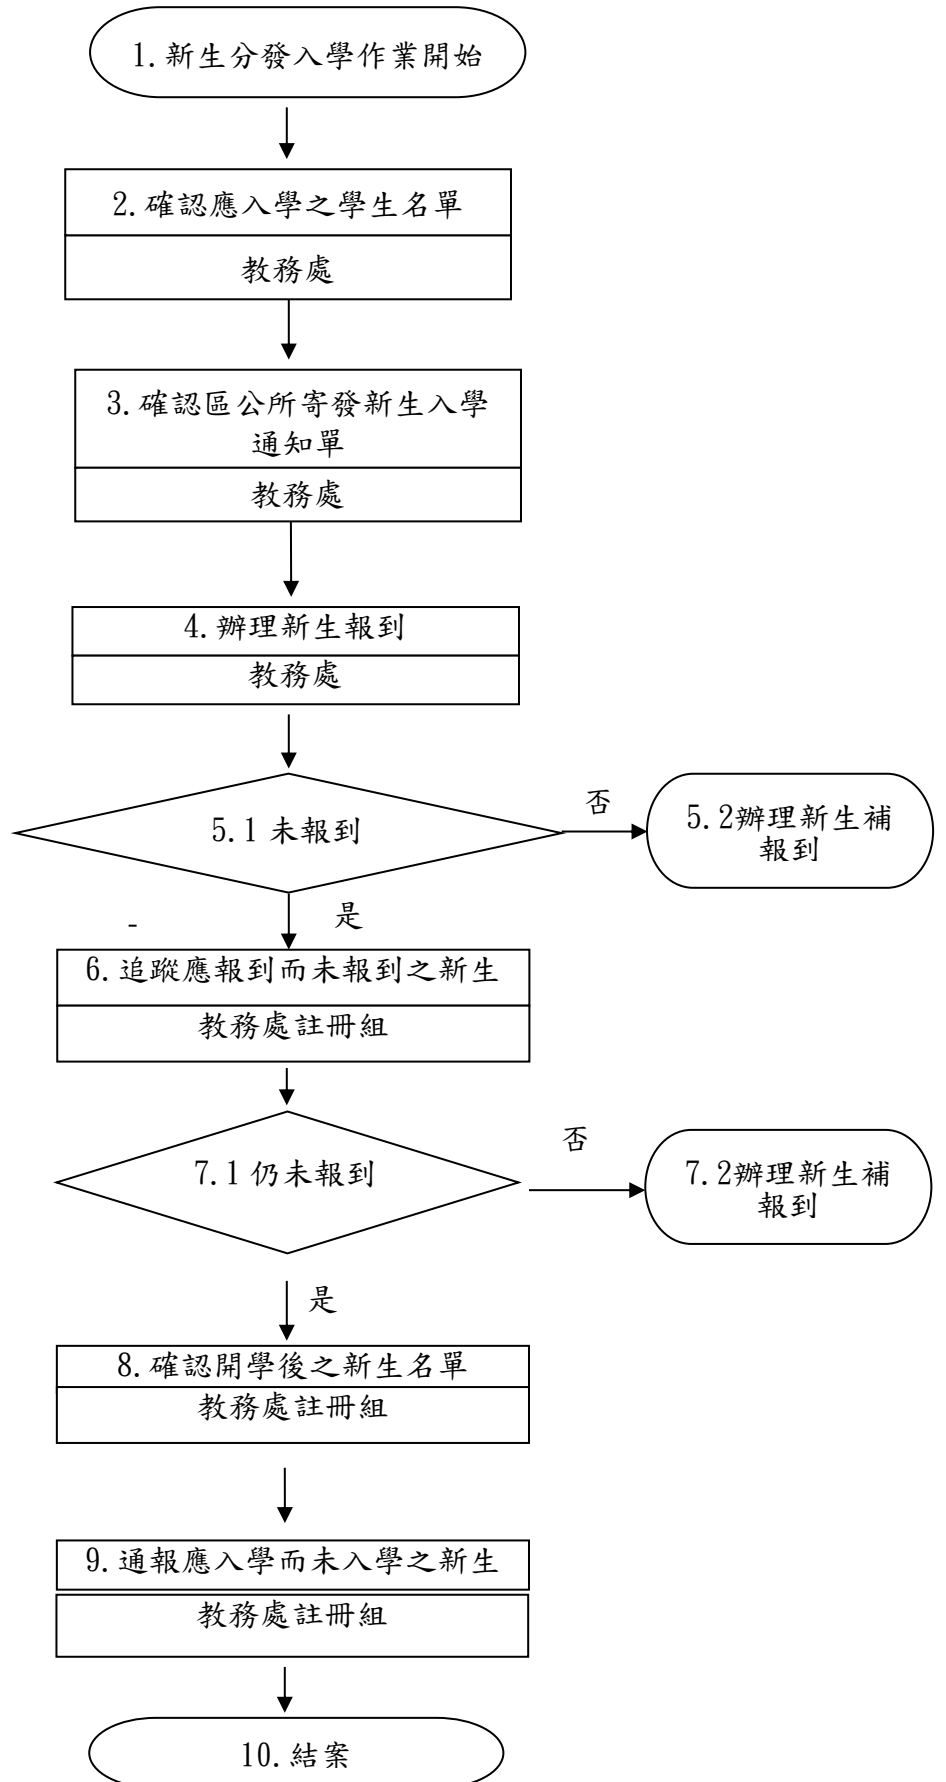 1.新生分發入學作業開始
2.確認應入學之學生名單
教務處
3.確認區公所寄發新生入學
通知單
教務處
4.辦理新生報到
教務處
5.1 未報到
否
5.2辦理新生補
報到
是
-
6.追蹤應報到而未報到之新生
教務處註冊組
7.1 仍未報到
否
7.2辦理新生補
報到
是
8.確認開學後之新生名單
教務處註冊組
9.通報應入學而未入學之新生
教務處註冊組
10.結案